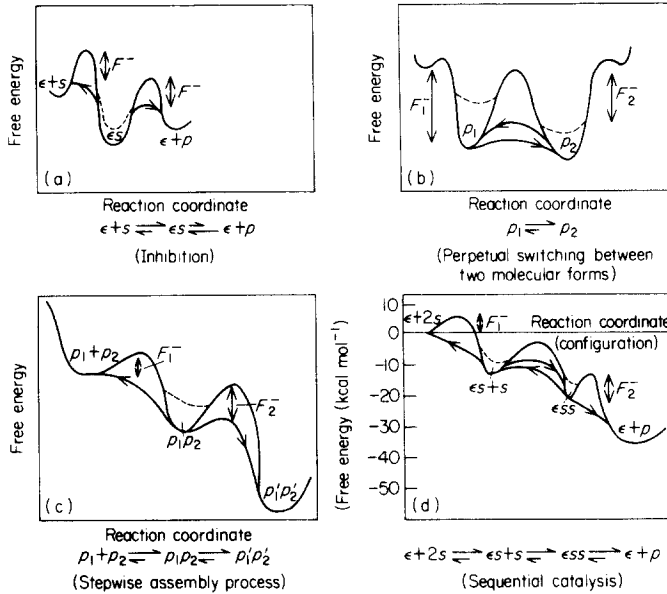 Free energy
ϵ+s
F⁻
F⁻
ϵs
ϵ+p
(a)
Reaction coordinate
ϵ+s ⇌ ϵs ⇌ ϵ+p
(Inhibition)
Free energy
F₁⁻
F₂⁻
p₁
p₂
(b)
Reaction coordinate
p₁ ⇌ p₂
(Perpetual switching between
two molecular forms)
Free energy
p₁+p₂
F₁⁻
F₂⁻
p₁p₂
p₁′p₂′
(c)
Reaction coordinate
p₁+p₂ ⇌ p₁p₂ ⇌ p₁′p₂′
(Stepwise assembly process)
(Free energy) (kcal mol⁻¹)
10
0
-10
-20
-30
-40
-50
ϵ+2s
F₁⁻
Reaction coordinate
(configuration)
ϵs+s
ϵss
F₂⁻
ϵ+p
(d)
ϵ+2s ⇌ ϵs+s ⇌ ϵss ⇌ ϵ+p
(Sequential catalysis)